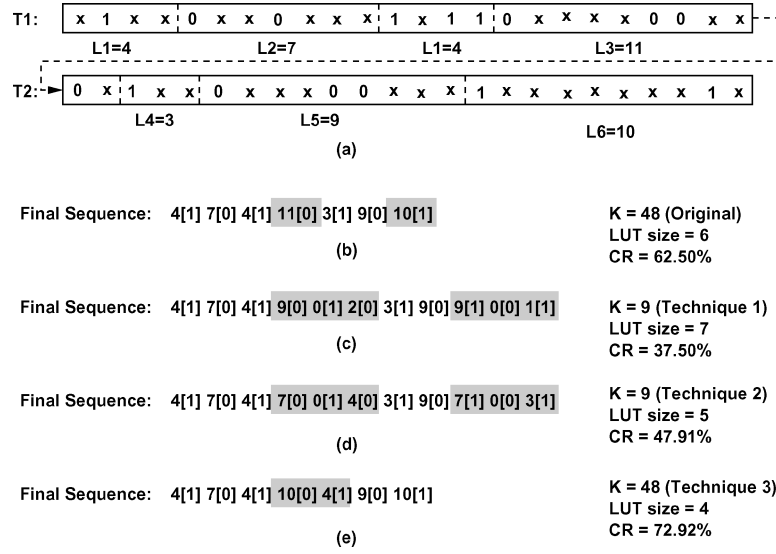 T1: x 1 x x 0 x x 0 x x x 1 x 1 1 0 x x x x x 0 0 x x
L1=4 L2=7 L1=4 L3=11
T2: 0 x 1 x x 0 x x x 0 0 x x x 1 x x x x x x x 1 x
L4=3 L5=9 L6=10
(a)
Final Sequence: 4[1] 7[0] 4[1] 11[0] 3[1] 9[0] 10[1]
K = 48 (Original)
LUT size = 6
CR = 62.50%
(b)
Final Sequence: 4[1] 7[0] 4[1] 9[0] 0[1] 2[0] 3[1] 9[0] 9[1] 0[0] 1[1]
K = 9 (Technique 1)
LUT size = 7
CR = 37.50%
(c)
Final Sequence: 4[1] 7[0] 4[1] 7[0] 0[1] 4[0] 3[1] 9[0] 7[1] 0[0] 3[1]
K = 9 (Technique 2)
LUT size = 5
CR = 47.91%
(d)
Final Sequence: 4[1] 7[0] 4[1] 10[0] 4[1] 9[0] 10[1]
K = 48 (Technique 3)
LUT size = 4
CR = 72.92%
(e)